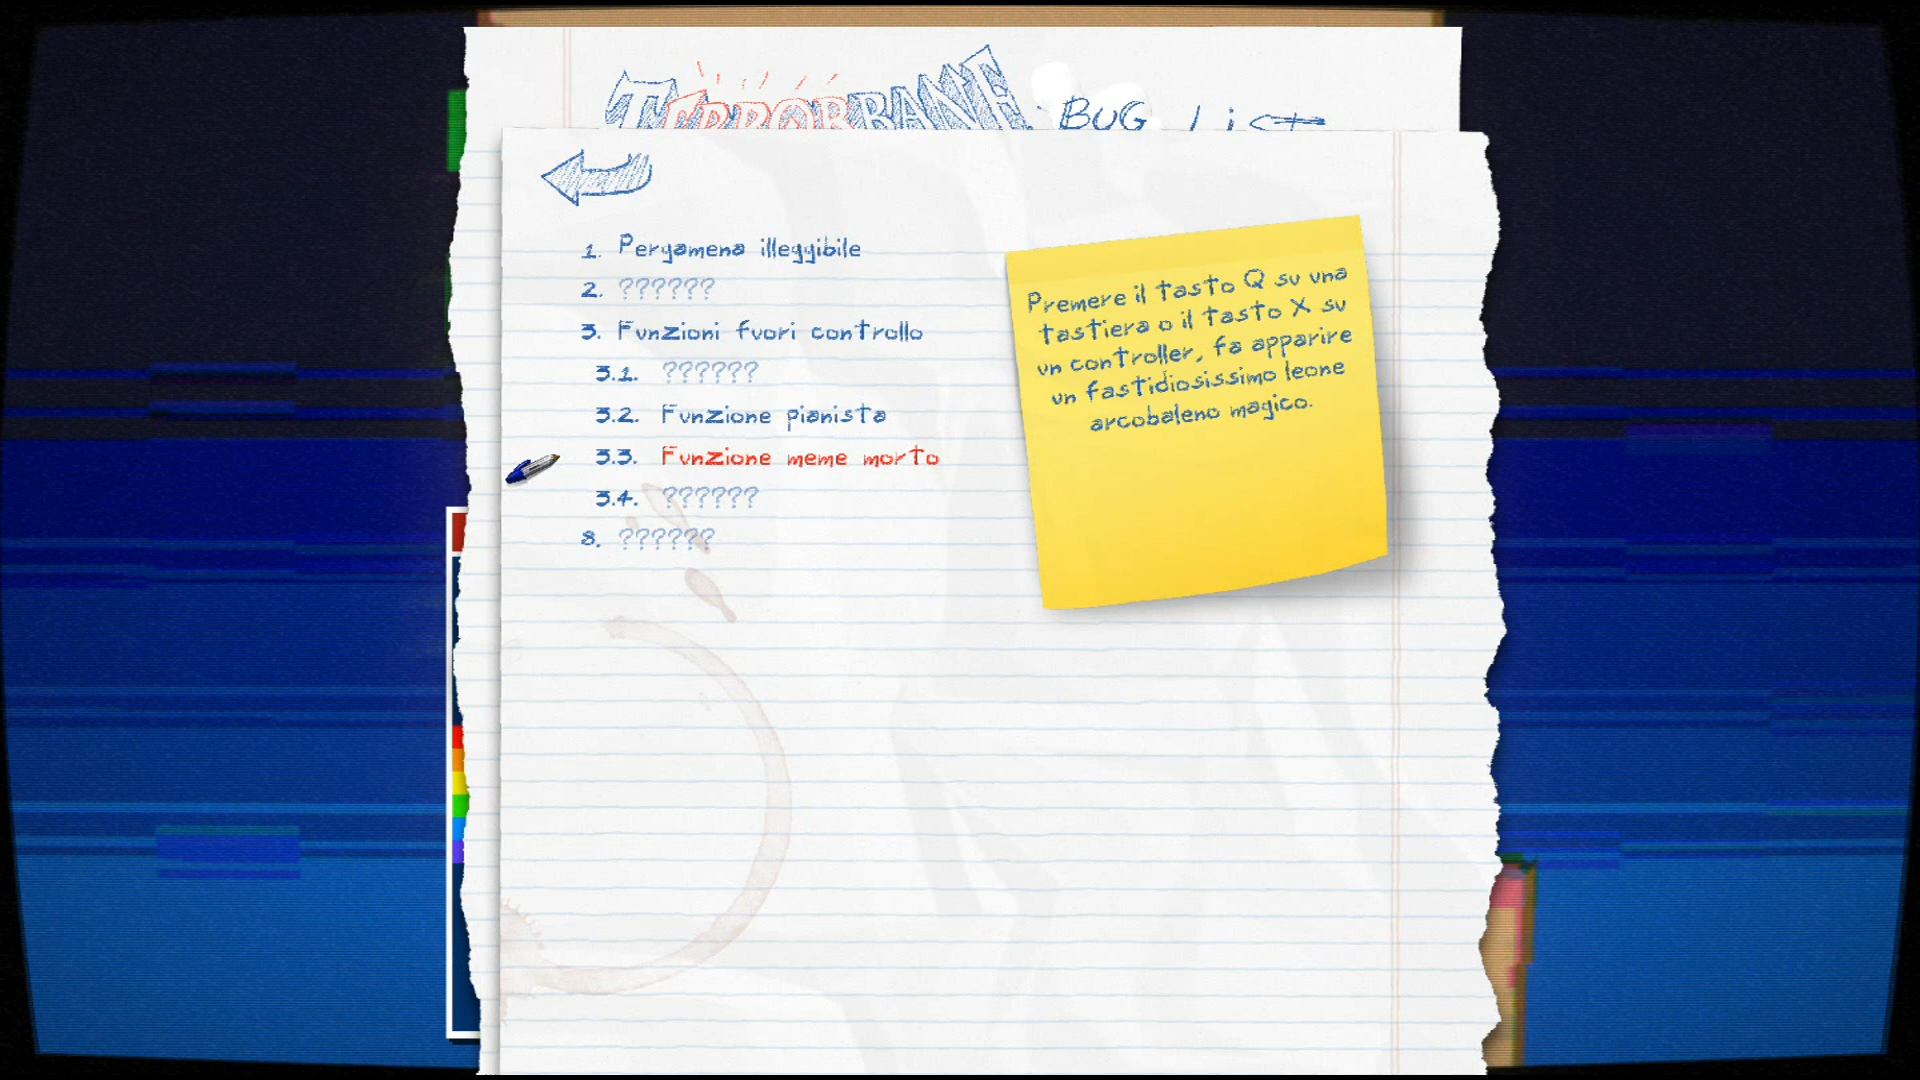 TERRORBANE BUG List
1. Pergamena illeggibile
2. ??????
3. Funzioni fuori controllo
3.1. ??????
3.2. Funzione pianista
3.3. Funzione meme morto
3.4. ??????
8. ??????
Premere il tasto Q su una
tastiera o il tasto X su
un controller, fa apparire
un fastidiosissimo leone
arcobaleno magico.